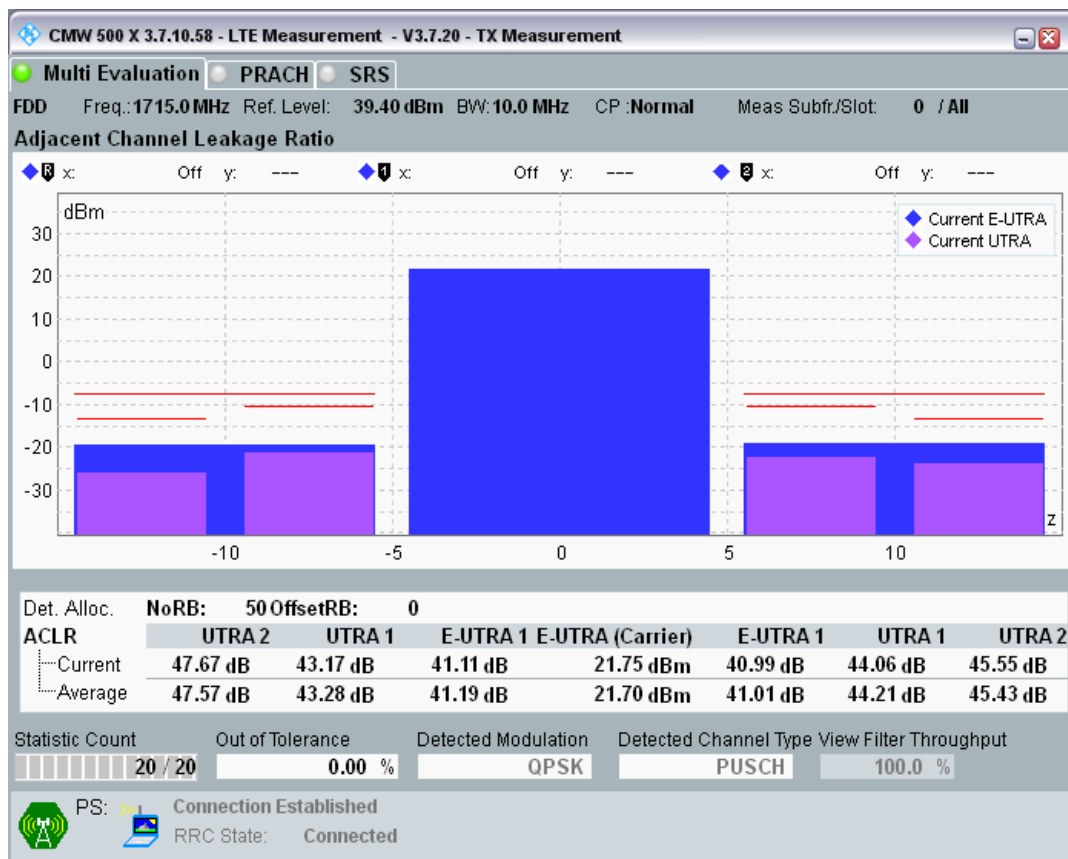 CMW 500 X 3.7.10.58 - LTE Measurement - V3.7.20 - TX Measurement
Multi Evaluation PRACH SRS
FDD Freq.:1715.0 MHz Ref. Level: 39.40 dBm BW:10.0 MHz CP :Normal Meas Subfr./Slot: 0 / All
Adjacent Channel Leakage Ratio
R x: Off y: --- 1 x: Off y: --- 2 x: Off y: ---
dBm
Current E-UTRA
Current UTRA
30
20
10
0
-10
-20
-30
z
-10 -5 0 5 10
Det. Alloc. NoRB: 50 OffsetRB: 0
ACLR UTRA 2 UTRA 1 E-UTRA 1 E-UTRA (Carrier) E-UTRA 1 UTRA 1 UTRA 2
Current 47.67 dB 43.17 dB 41.11 dB 21.75 dBm 40.99 dB 44.06 dB 45.55 dB
Average 47.57 dB 43.28 dB 41.19 dB 21.70 dBm 41.01 dB 44.21 dB 45.43 dB
Statistic Count Out of Tolerance Detected Modulation Detected Channel Type View Filter Throughput
20 / 20 0.00 % QPSK PUSCH 100.0 %
PS: Connection Established
RRC State: Connected